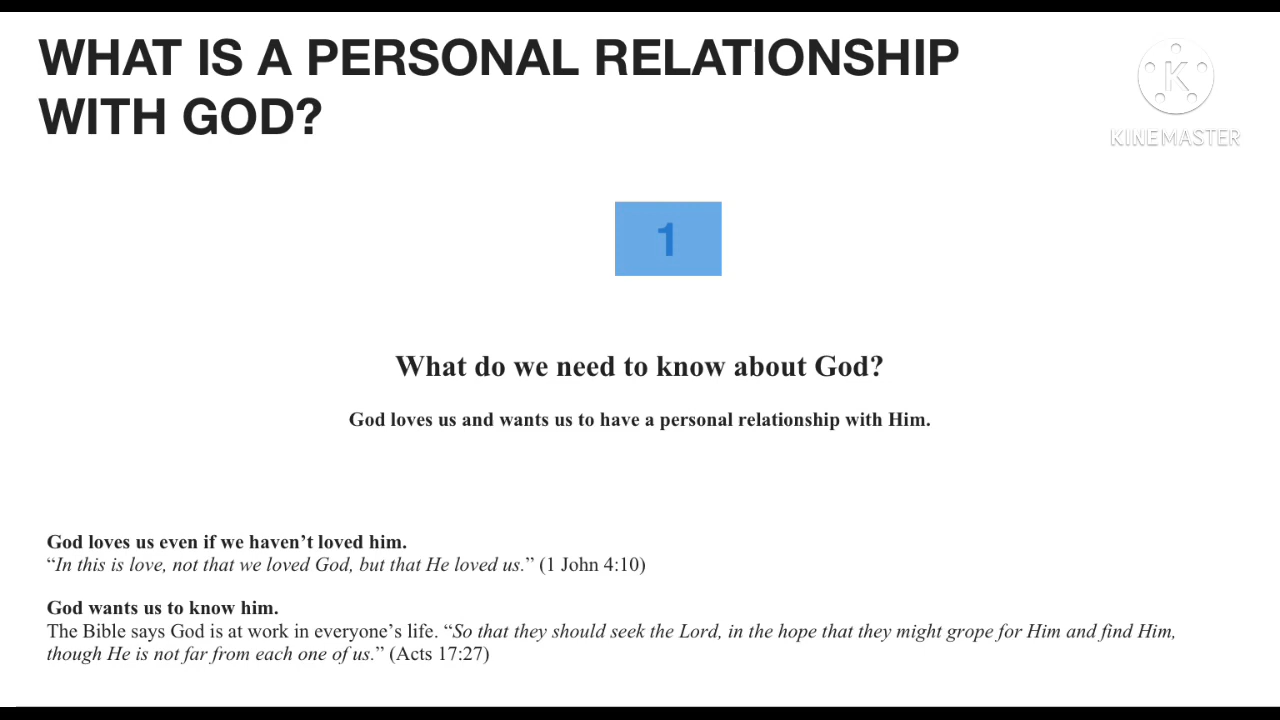 WHAT IS A PERSONAL RELATIONSHIP
WITH GOD?
K
KINEMASTER
1
What do we need to know about God?
God loves us and wants us to have a personal relationship with Him.
God loves us even if we haven’t loved him.
“In this is love, not that we loved God, but that He loved us.” (1 John 4:10)
God wants us to know him.
The Bible says God is at work in everyone’s life. “So that they should seek the Lord, in the hope that they might grope for Him and find Him,
though He is not far from each one of us.” (Acts 17:27)